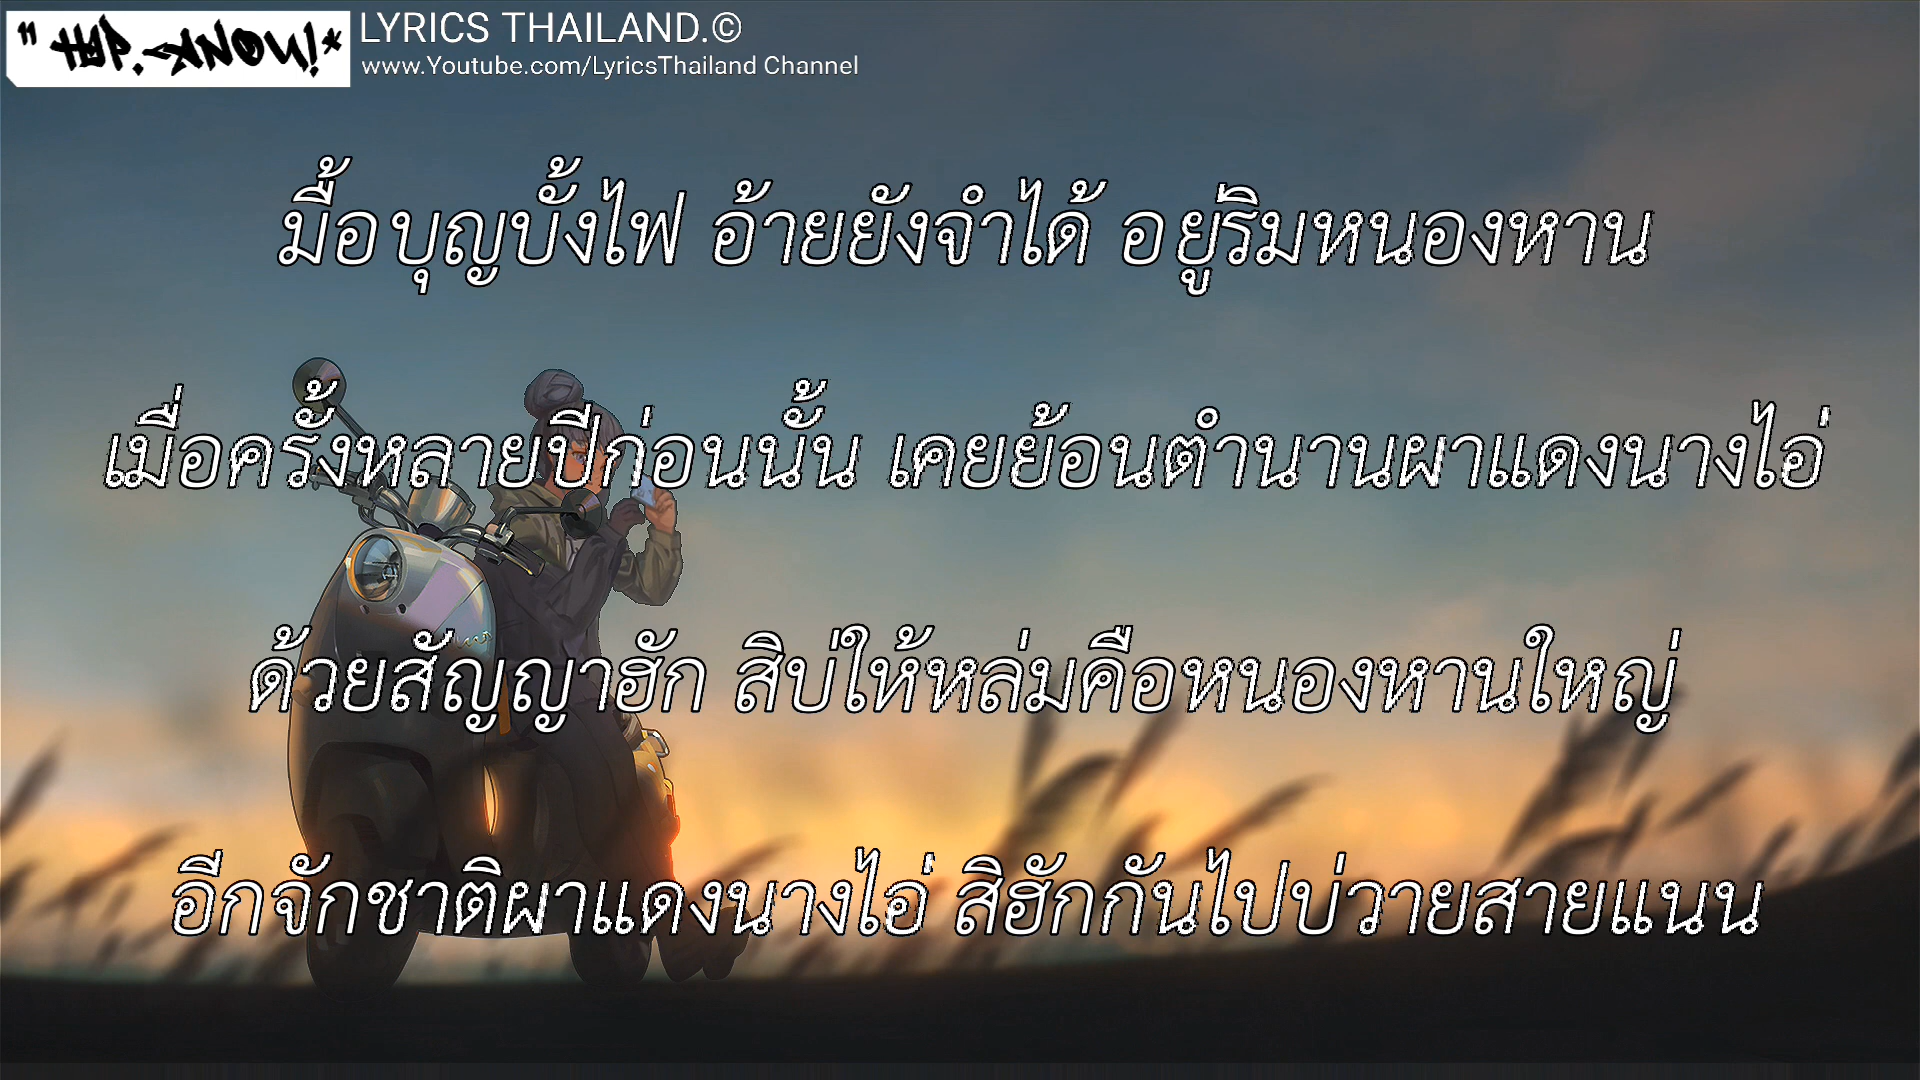 " HYP.-KNOW!*
LYRICS THAILAND.©
www.Youtube.com/LyricsThailand Channel
มื้อบุญบั้งไฟ อ้ายยังจำได้ อยู่ริมหนองหาน
เมื่อครั้งหลายปีก่อนนั้น เคยย้อนตำนานผาแดงนางไอ่
ด้วยสัญญาฮัก สิบ่ให้หล่มคือหนองหานใหญ่
อีกจักชาติผาแดงนางไอ่ สิฮักกันไปบ่วายสายแนน